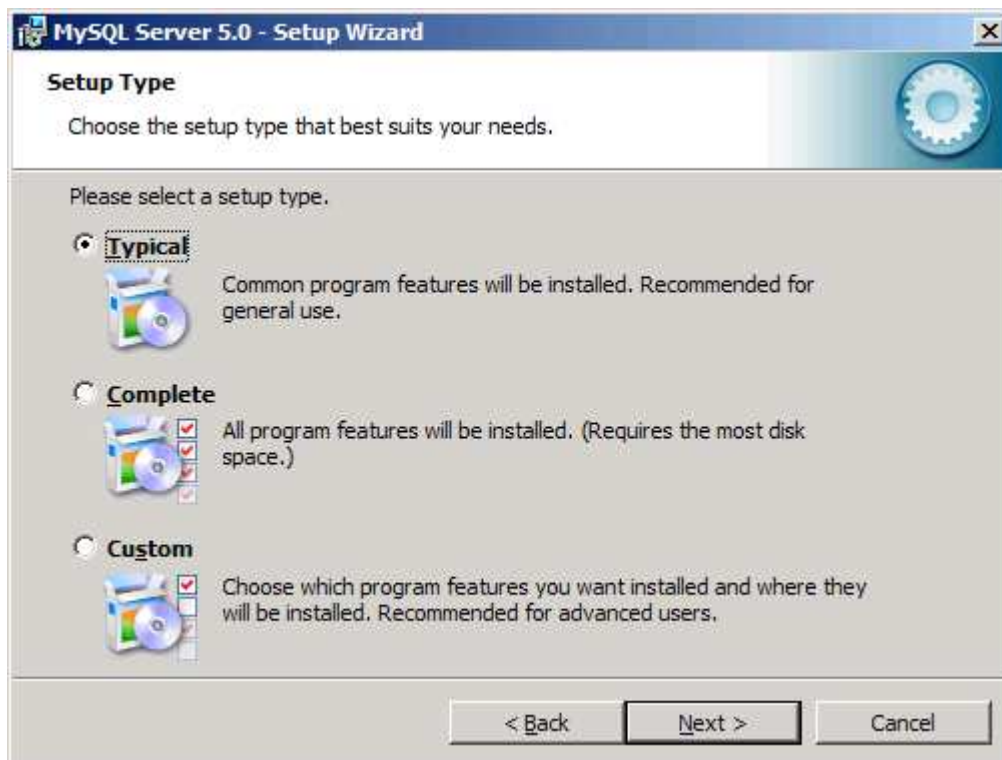 MySQL Server 5.0 - Setup Wizard
Setup Type
Choose the setup type that best suits your needs.
Please select a setup type.
Typical
Common program features will be installed. Recommended for
general use.
Complete
All program features will be installed. (Requires the most disk
space.)
Custom
Choose which program features you want installed and where they
will be installed. Recommended for advanced users.
< Back
Next >
Cancel